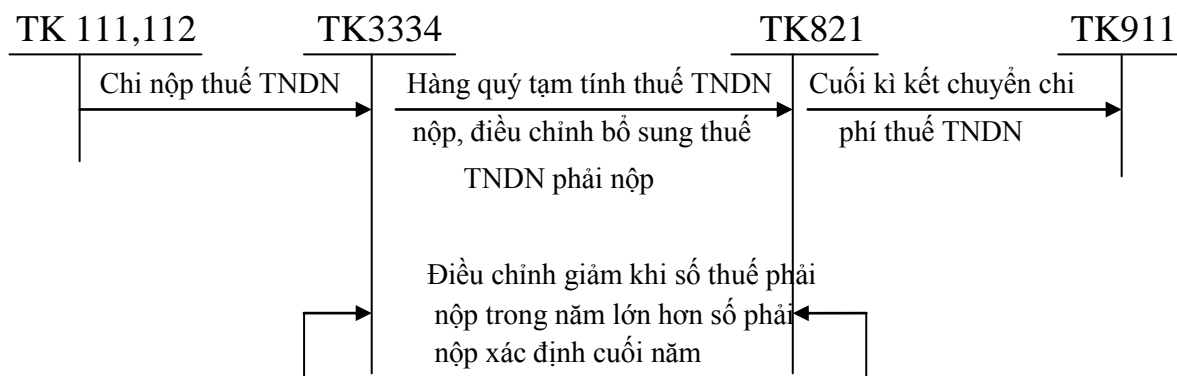 TK 111,112 TK3334 TK821 TK911
Chi nộp thuế TNDN
Hàng quý tạm tính thuế TNDN
nộp, điều chỉnh bổ sung thuế
TNDN phải nộp
Cuối kì kết chuyển chi
phí thuế TNDN
Điều chỉnh giảm khi số thuế phải
nộp trong năm lớn hơn số phải
nộp xác định cuối năm